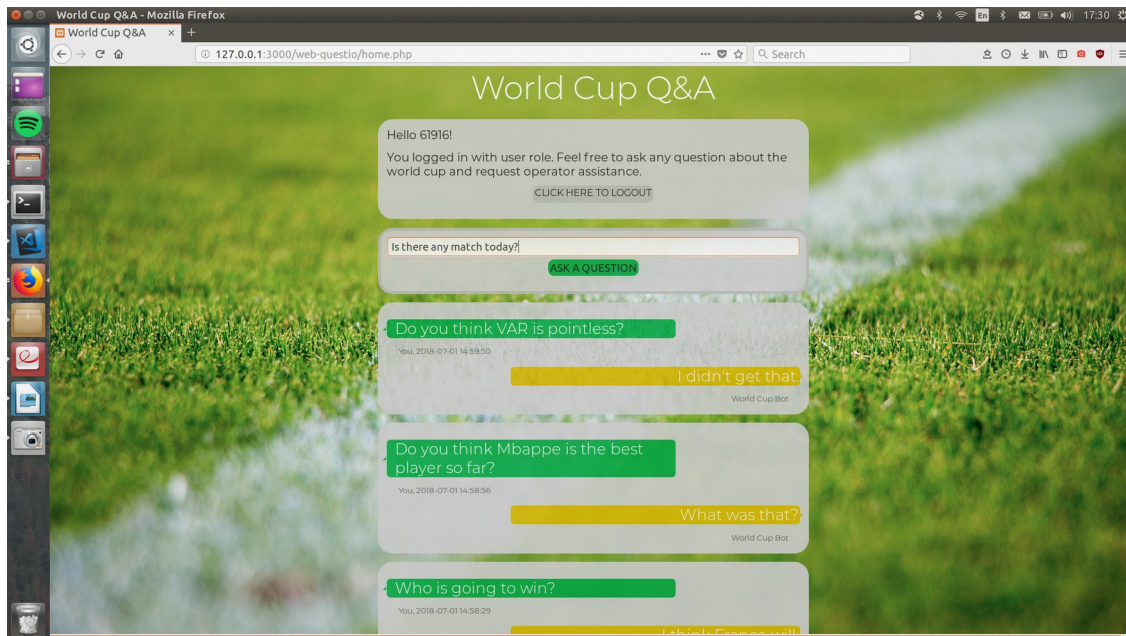 World Cup Q&A - Mozilla Firefox
En
17:30
World Cup Q&A
127.0.0.1:3000/web-questio/home.php
Search
World Cup Q&A
Hello 61916!
You logged in with user role. Feel free to ask any question about the
world cup and request operator assistance.
CLICK HERE TO LOGOUT
Is there any match today?
ASK A QUESTION
Do you think VAR is pointless?
You, 2018-07-01 14:59:50
I didn't get that.
World Cup Bot
Do you think Mbappe is the best
player so far?
You, 2018-07-01 14:58:56
What was that?
World Cup Bot
Who is going to win?
You, 2018-07-01 14:58:29
I think France will